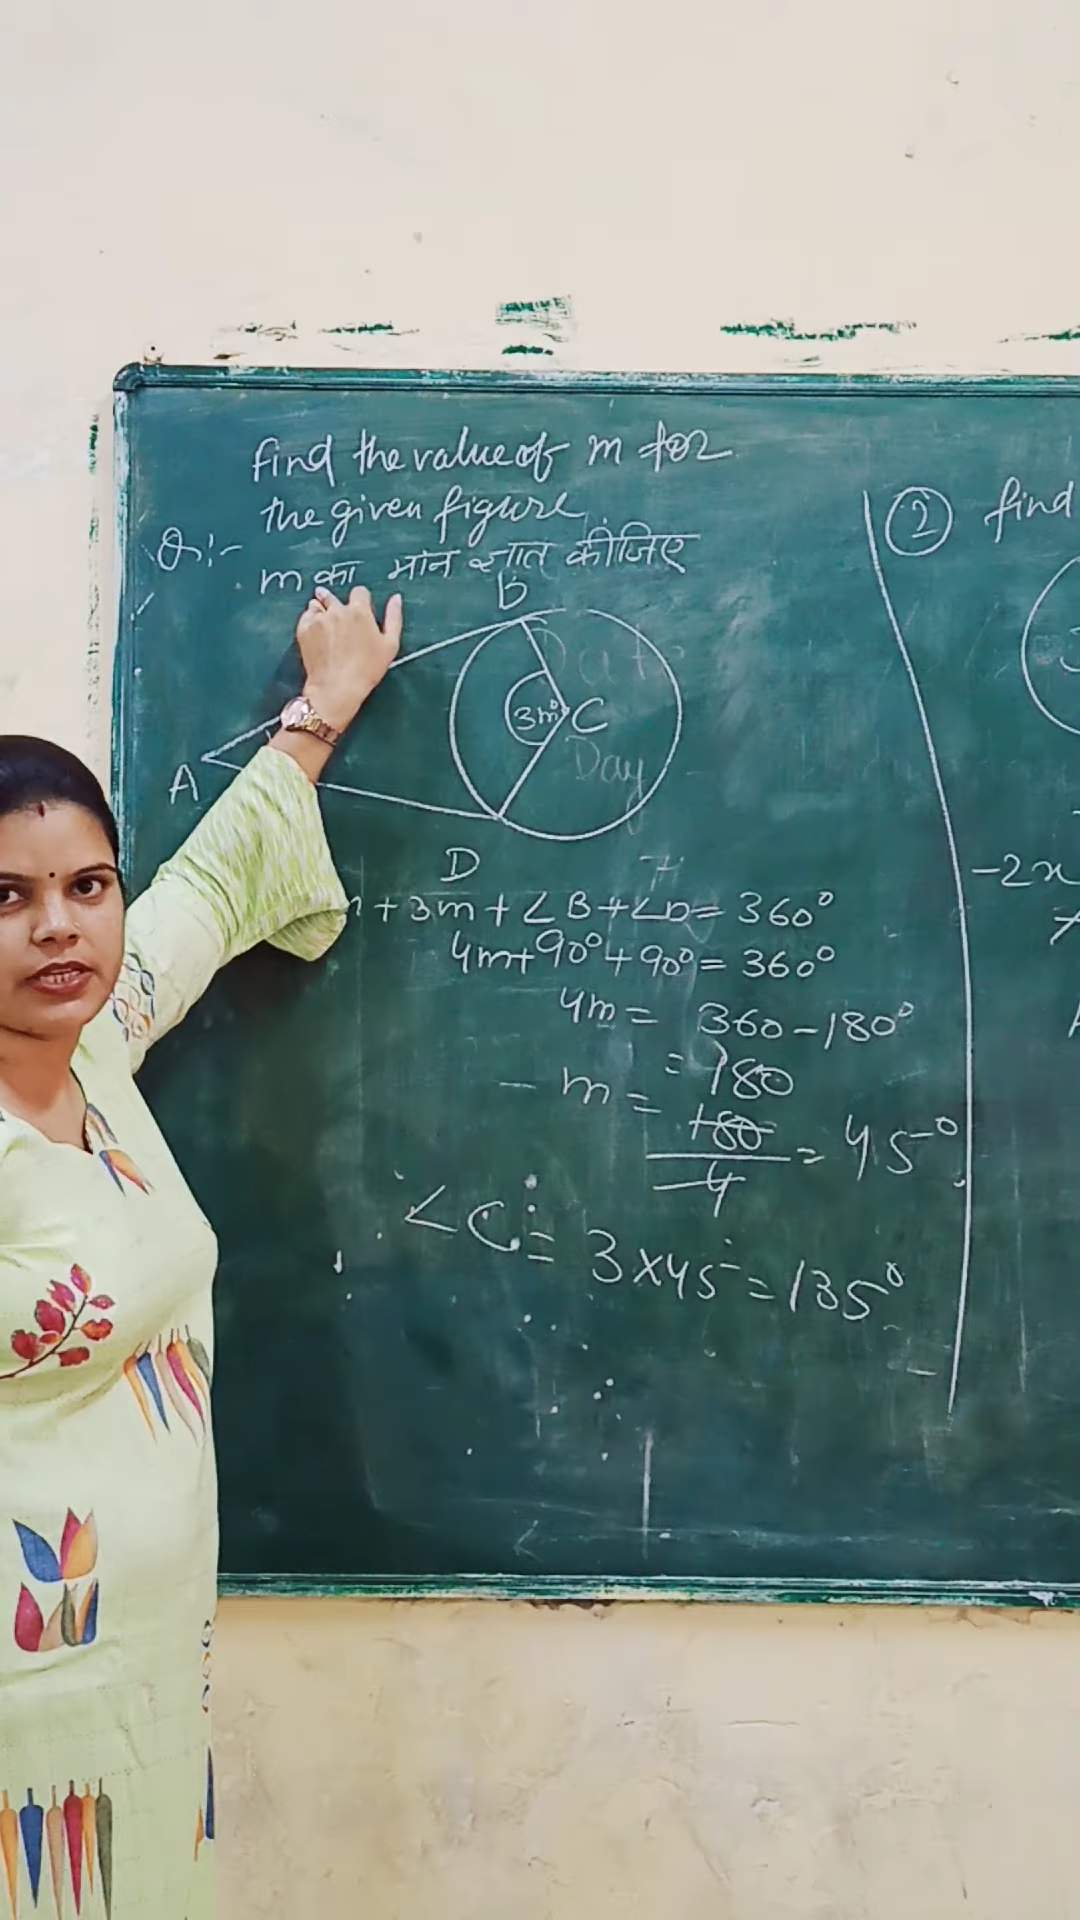 find the value of m for
the given figure
Q:-
m का मान ज्ञात कीजिए
B
3m° C
A
Day
D
+ 3m + ∠B + ∠D = 360°
4m + 90° + 90° = 360°
4m = 360 - 180°
= 180
m = 180/4 = 45°
∠C = 3 × 45 = 135°
② find
-2x